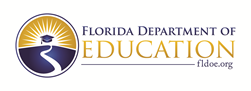 FLORIDA DEPARTMENT OF
EDUCATION
fldoe.org